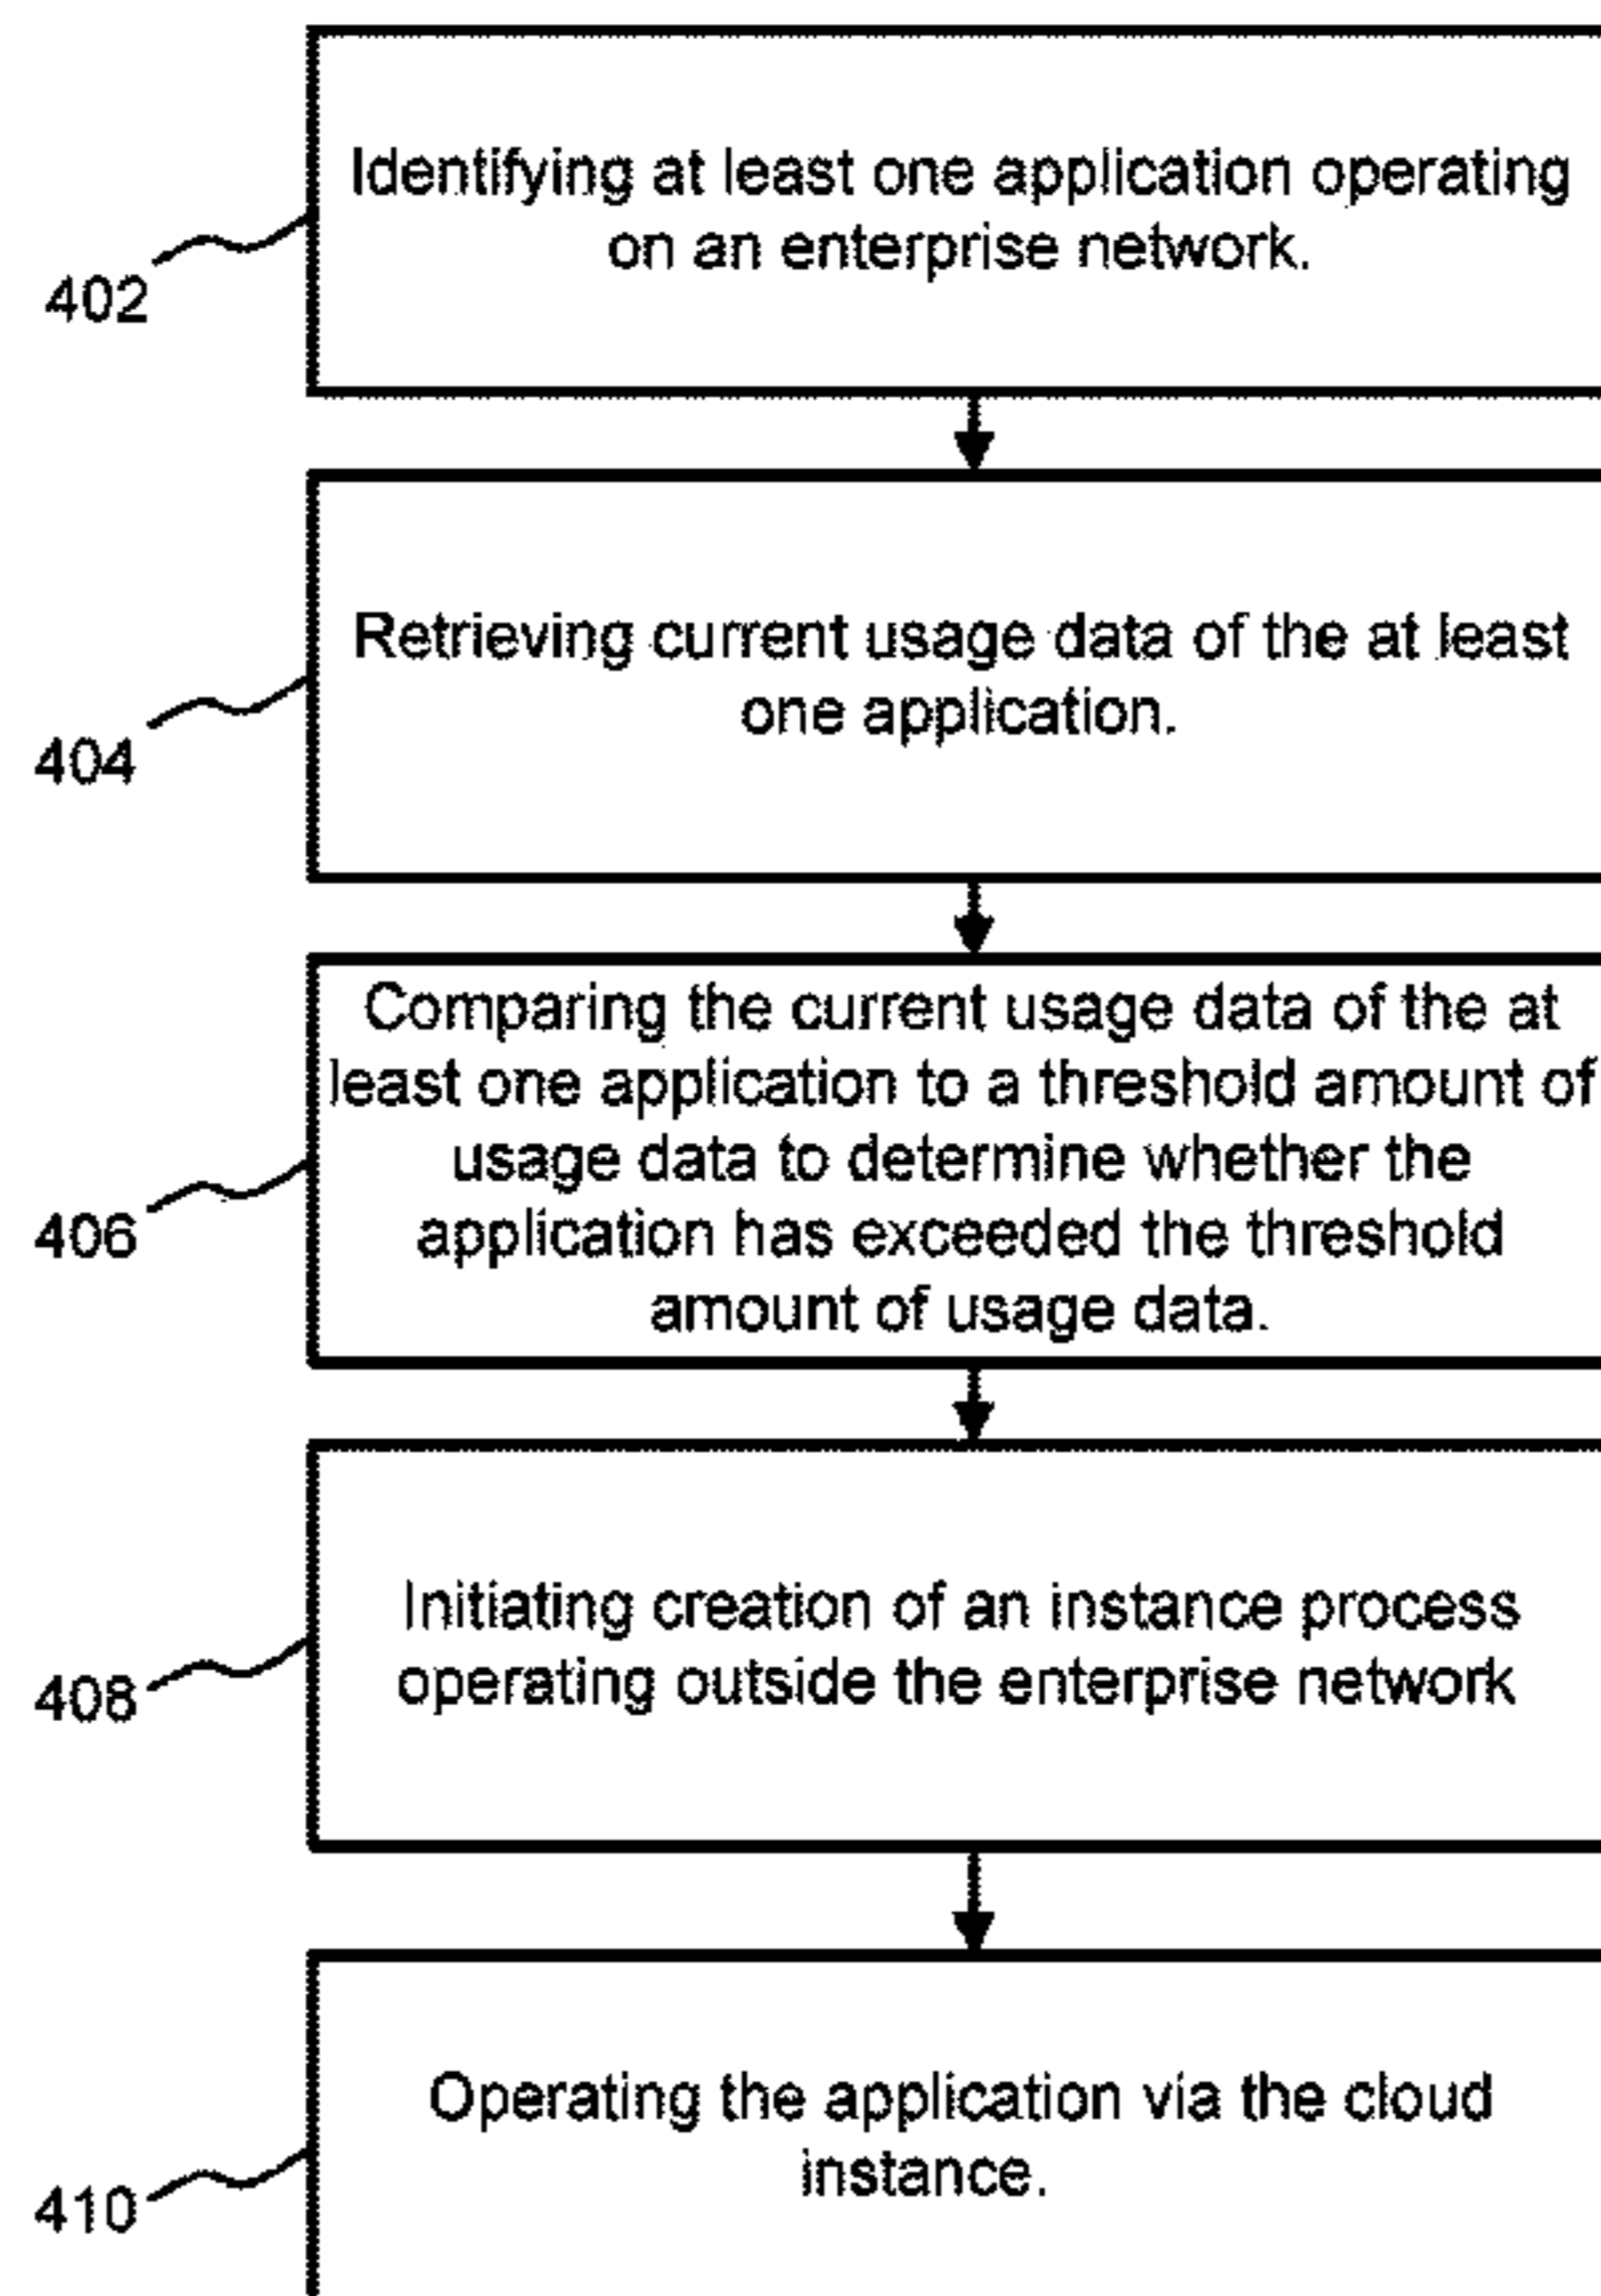 Identifying at least one application operating
on an enterprise network.
402
Retrieving current usage data of the at least
one application.
404
Comparing the current usage data of the at
least one application to a threshold amount of
usage data to determine whether the
application has exceeded the threshold
amount of usage data.
406
Initiating creation of an instance process
operating outside the enterprise network
408
Operating the application via the cloud
instance.
410